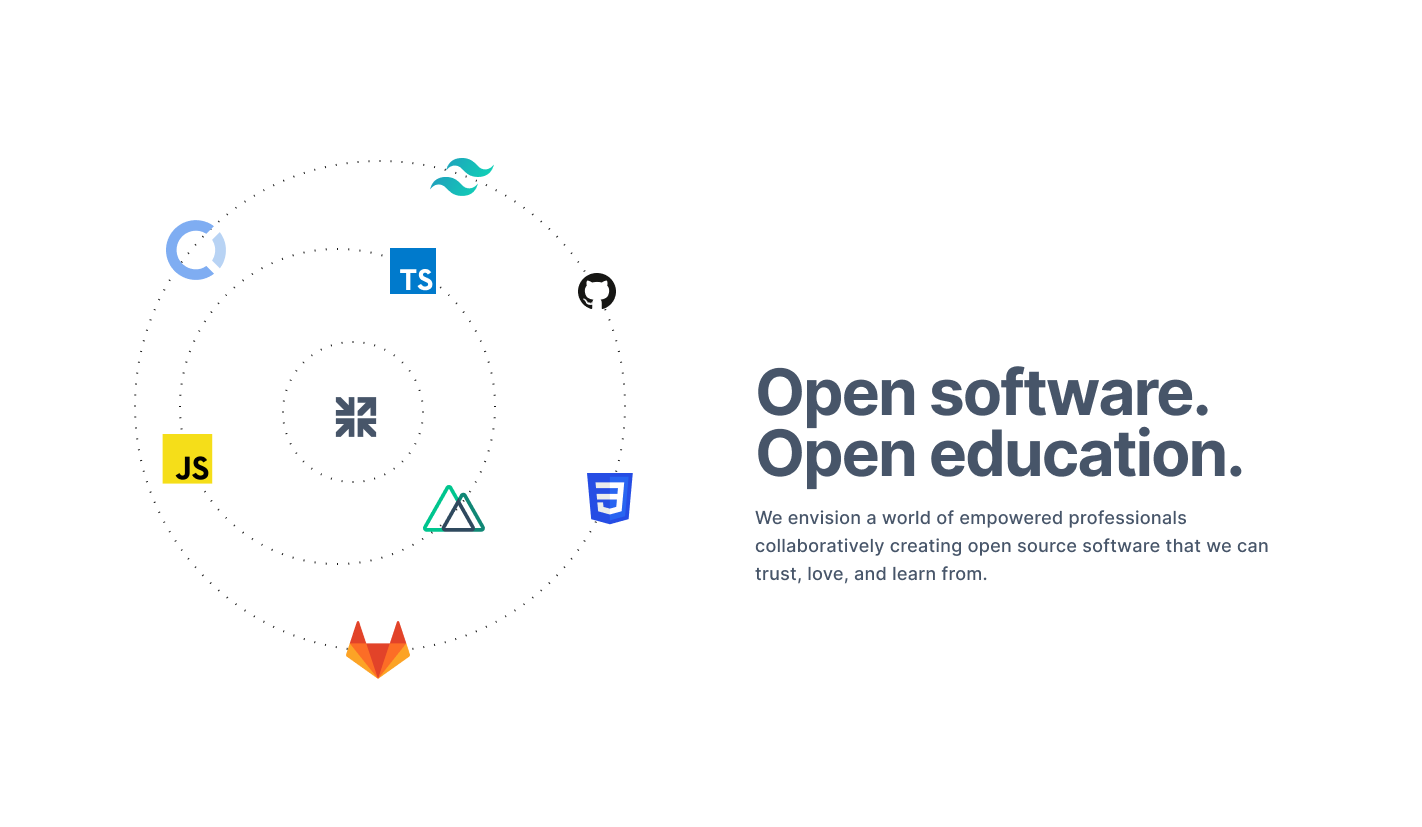 TS
JS
Open software.
Open education.
We envision a world of empowered professionals
collaboratively creating open source software that we can
trust, love, and learn from.